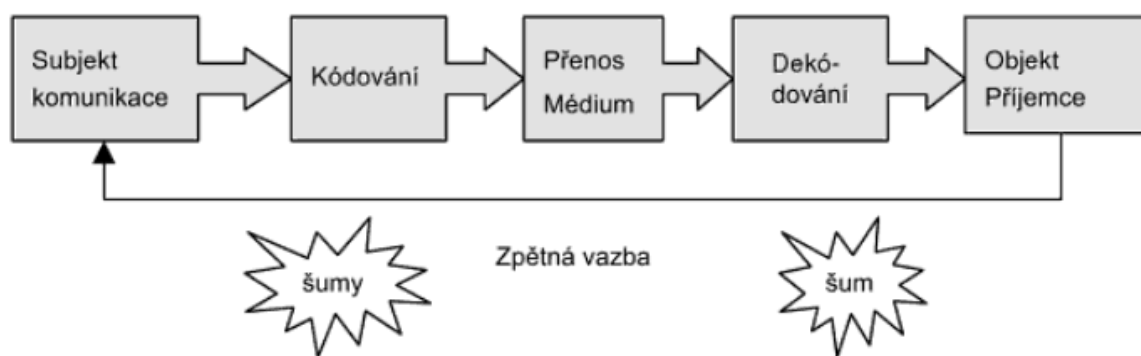 Subjekt
komunikace
Kódování
Přenos
Médium
Dekó-
dování
Objekt
Příjemce
Zpětná vazba
šumy
šum